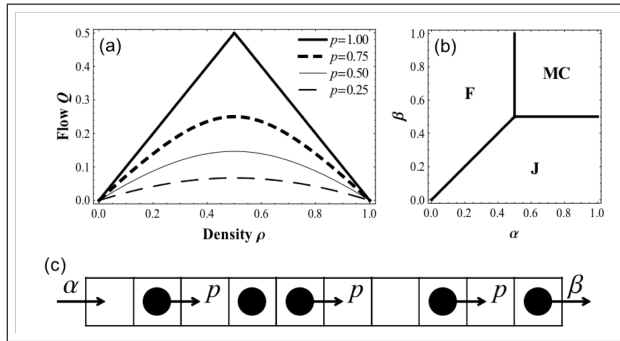 (a)
Flow Q
0.5
0.4
0.3
0.2
0.1
0.0
0.0 0.2 0.4 0.6 0.8 1.0
Density ρ
p=1.00
p=0.75
p=0.50
p=0.25
(b)
β
1.0
0.8
0.6
0.4
0.2
0.0
0.0 0.2 0.4 0.6 0.8 1.0
α
F
MC
J
(c)
α p p p β